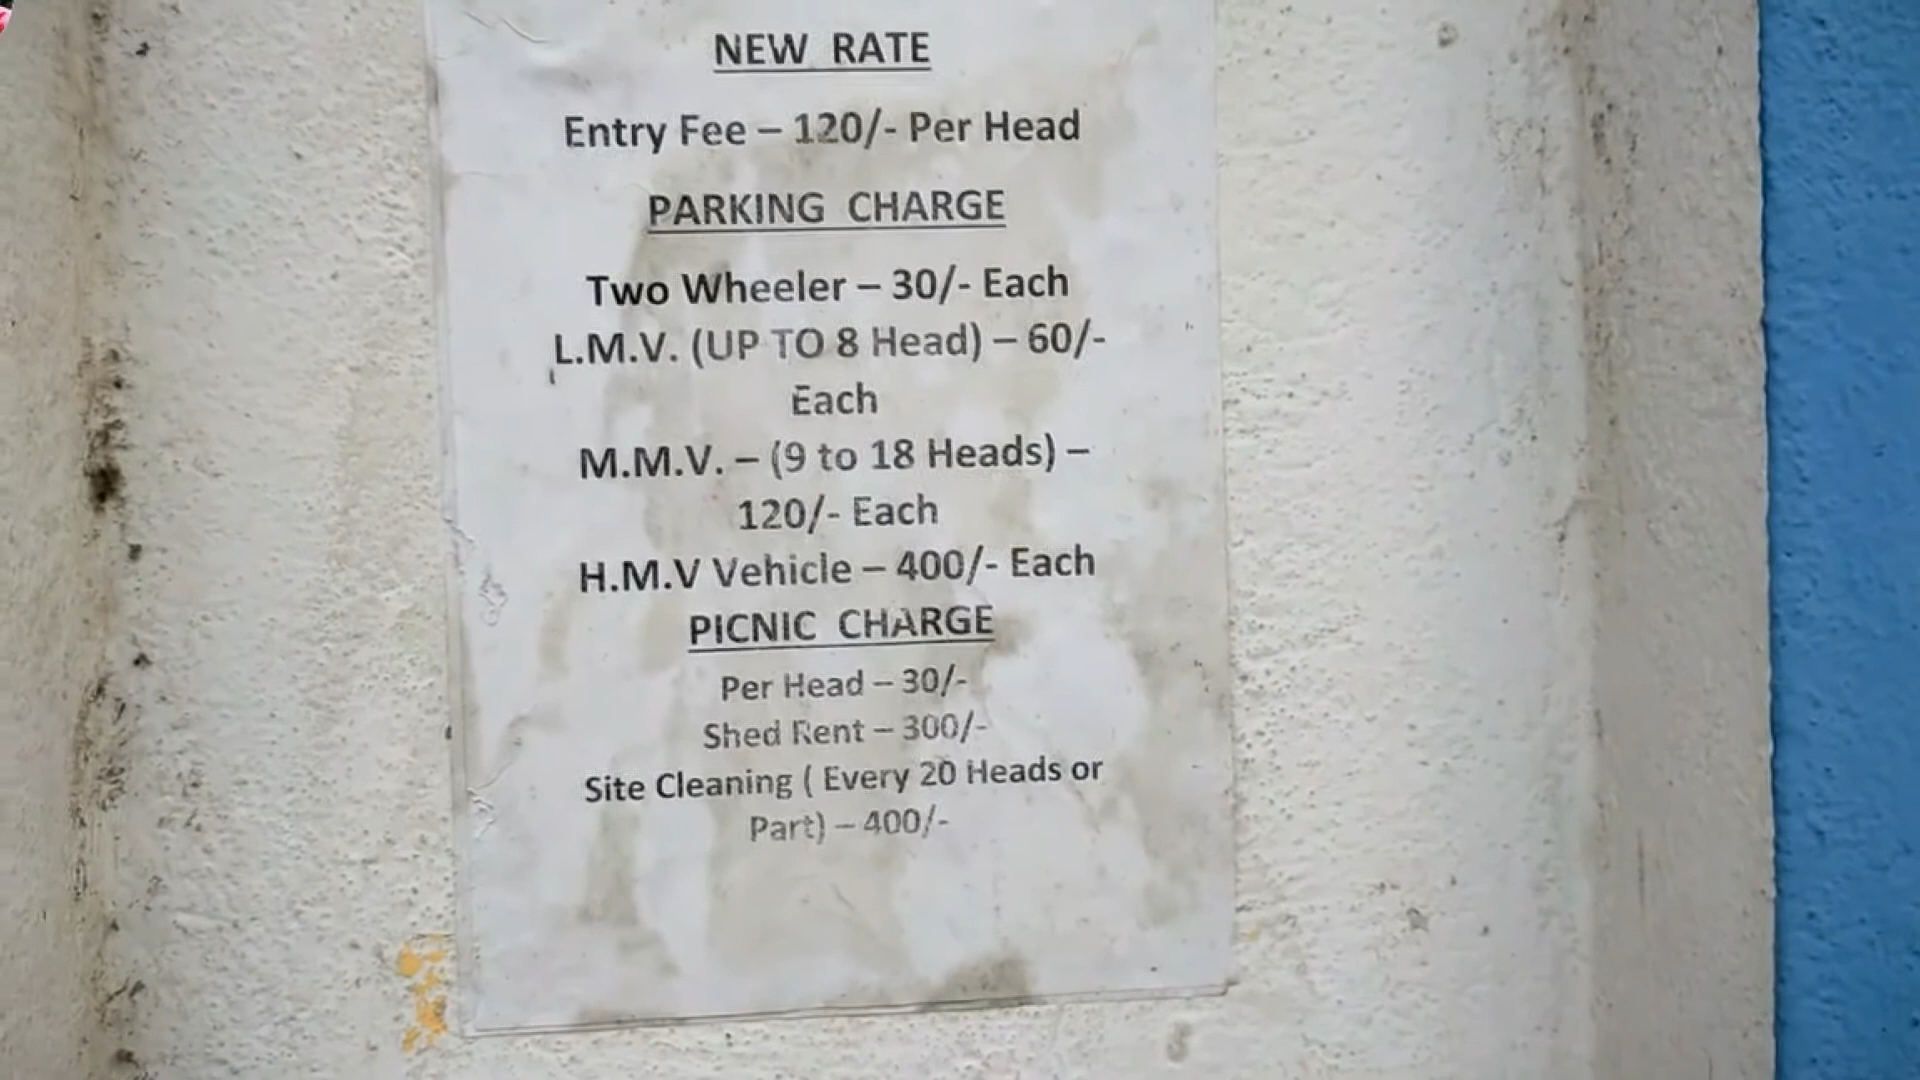 NEW RATE
Entry Fee – 120/- Per Head
PARKING CHARGE
Two Wheeler – 30/- Each
L.M.V. (UP TO 8 Head) – 60/-
Each
M.M.V. – (9 to 18 Heads) –
120/- Each
H.M.V Vehicle – 400/- Each
PICNIC CHARGE
Per Head – 30/-
Shed Rent – 300/-
Site Cleaning ( Every 20 Heads or
Part) – 400/-